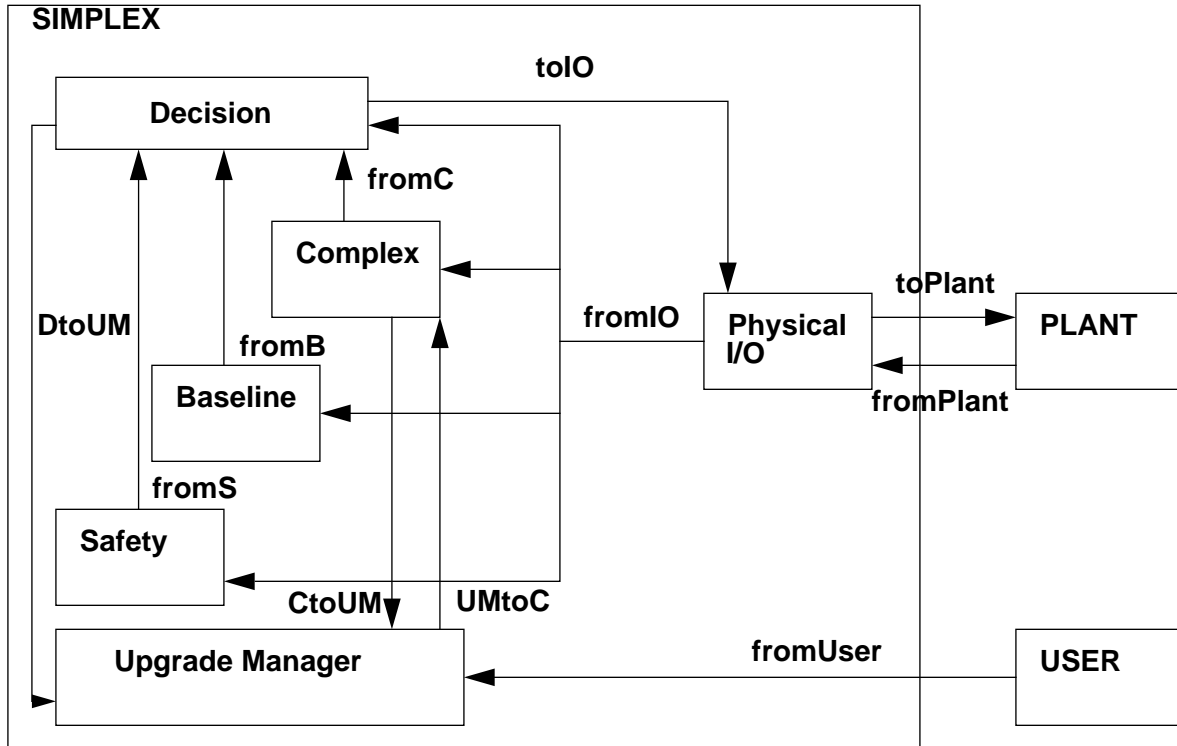 SIMPLEX
toIO
Decision
fromC
Complex
toPlant
DtoUM
fromIO
Physical
I/O
PLANT
fromB
Baseline
fromPlant
fromS
Safety
CtoUM
UMtoC
Upgrade Manager
fromUser
USER